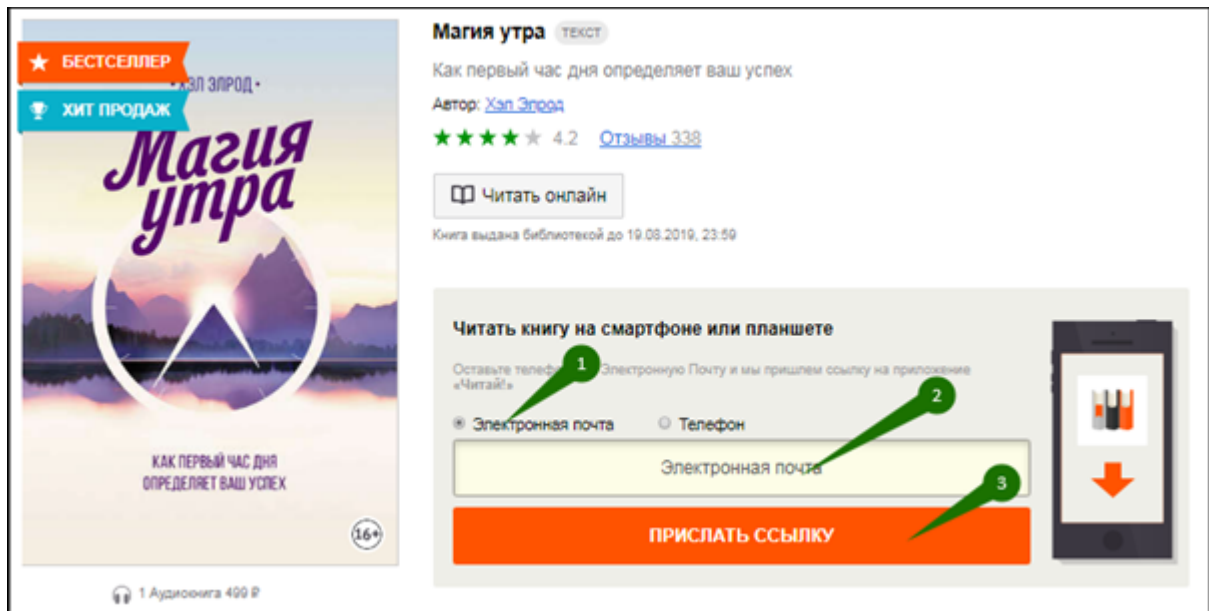 БЕСТСЕЛЛЕР
ХИТ ПРОДАЖ
• ХЭЛ ЭЛРОД •
Магия
утра
КАК ПЕРВЫЙ ЧАС ДНЯ
ОПРЕДЕЛЯЕТ ВАШ УСПЕХ
16+
1 Аудиокнига 499 ₽
Магия утра ТЕКСТ
Как первый час дня определяет ваш успех
Автор: Хэл Элрод
4.2 Отзывы 338
Читать онлайн
Книга выдана библиотекой до 19.08.2019, 23:59
Читать книгу на смартфоне или планшете
Оставьте Электронную Почту и мы пришлем ссылку на приложение
«Читай!»
1
2
Электронная почта Телефон
Электронная почта
3
ПРИСЛАТЬ ССЫЛКУ